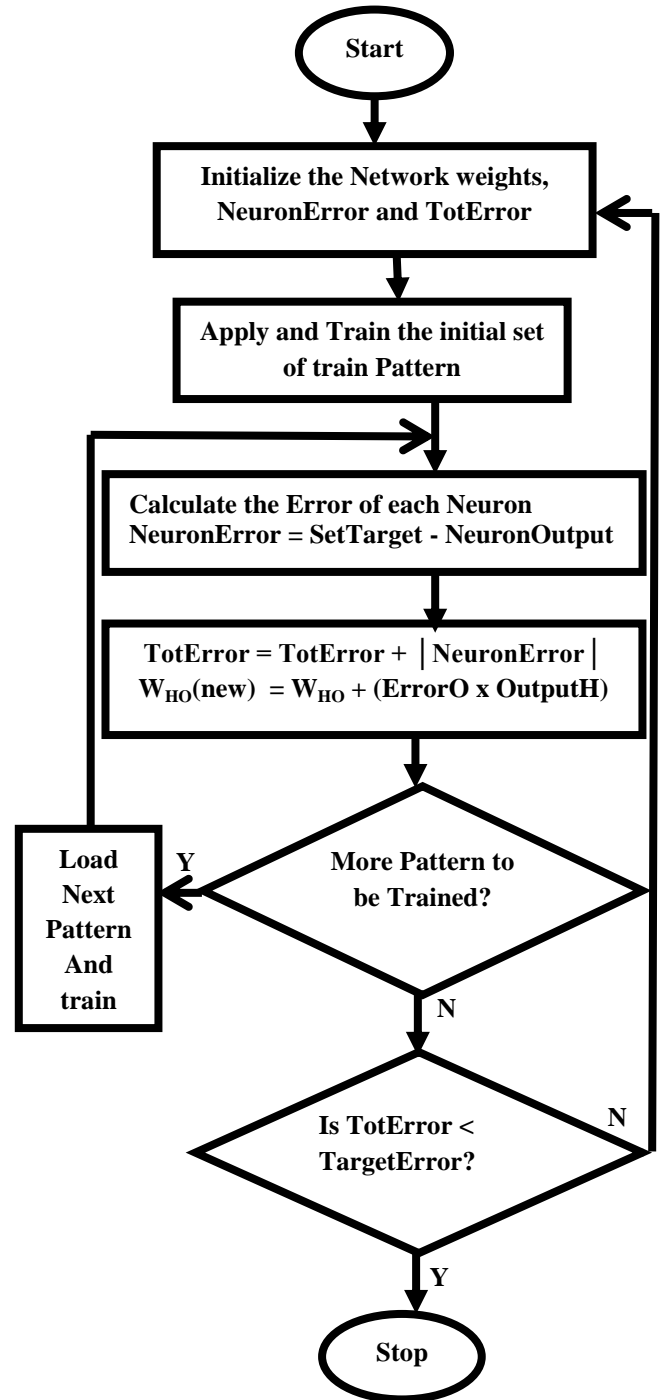 Start
Initialize the Network weights,
NeuronError and TotError
Apply and Train the initial set
of train Pattern
Calculate the Error of each Neuron
NeuronError = SetTarget - NeuronOutput
TotError = TotError + | NeuronError |
W_HO(new) = W_HO + (ErrorO x OutputH)
More Pattern to
be Trained?
Y
Load
Next
Pattern
And
train
N
Is TotError <
TargetError?
N
Y
Stop